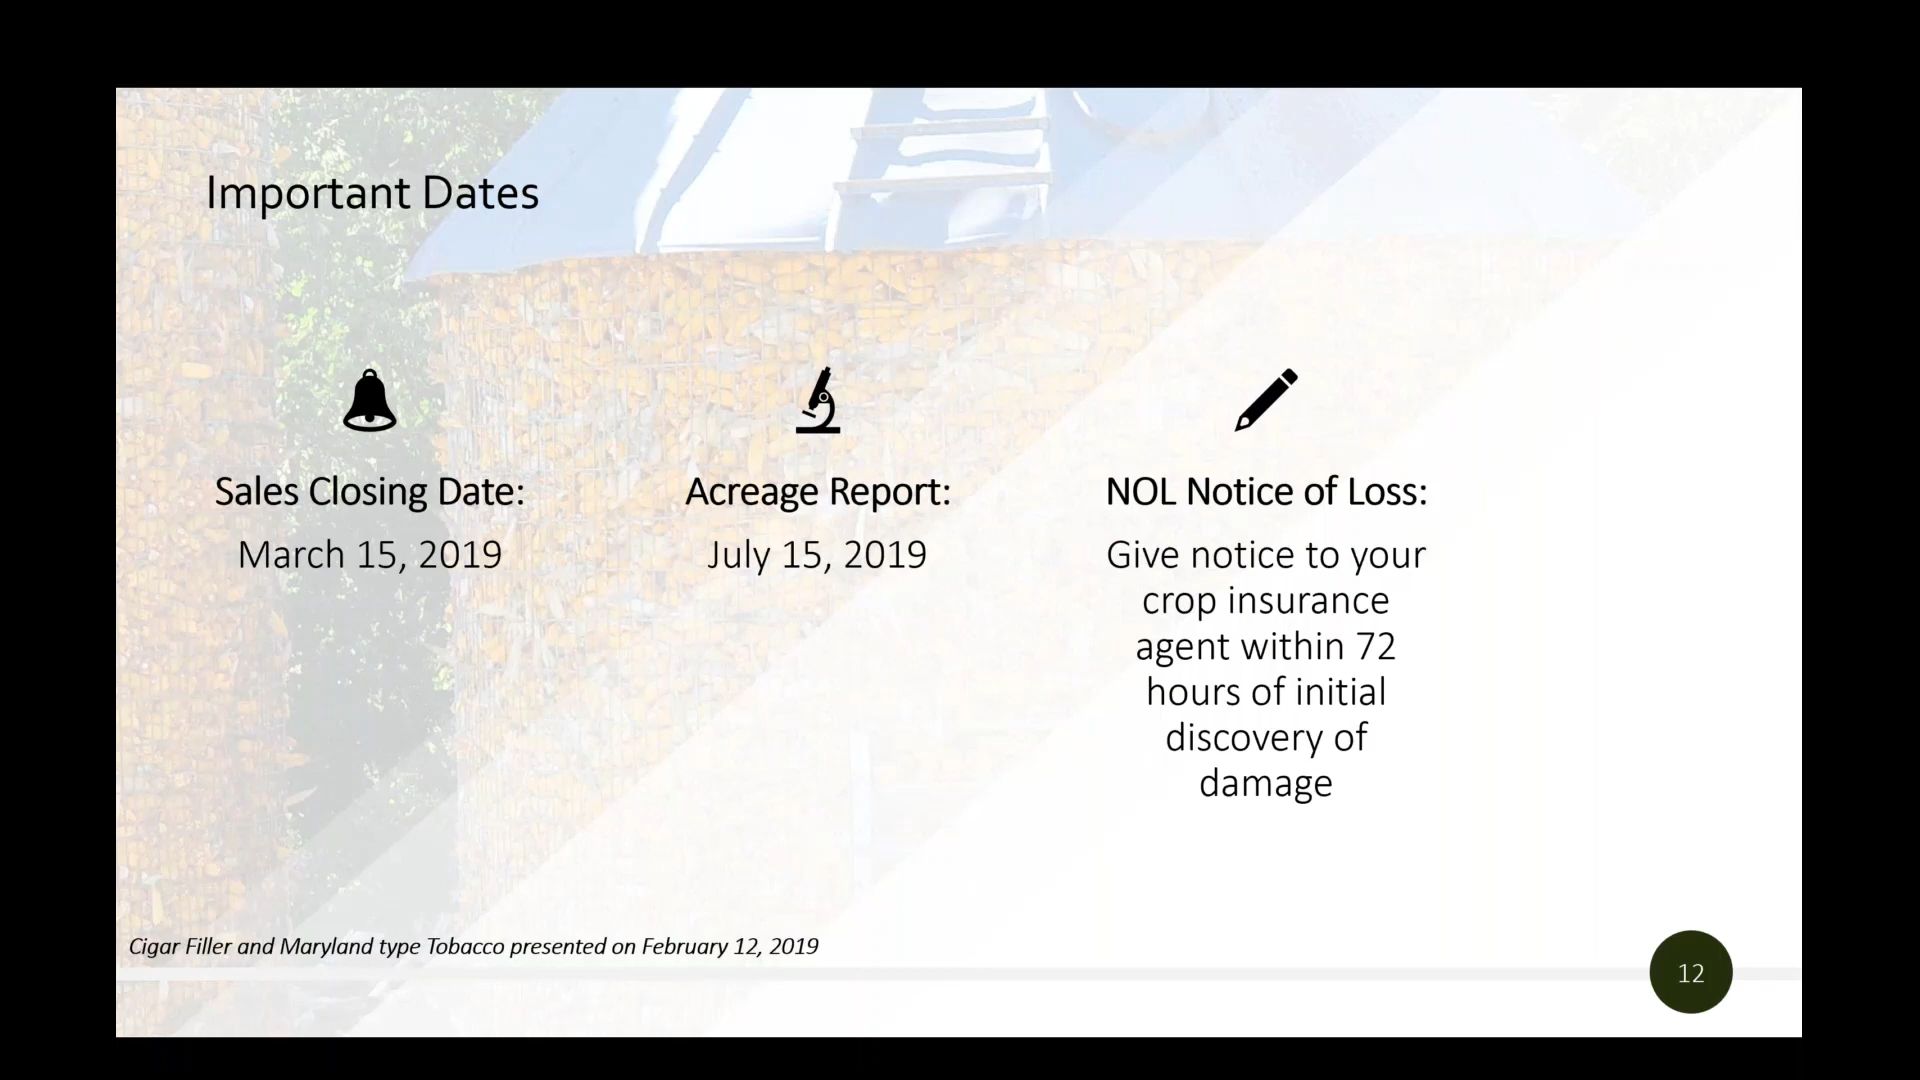 Important Dates
Sales Closing Date:
March 15, 2019
Acreage Report:
July 15, 2019
NOL Notice of Loss:
Give notice to your
crop insurance
agent within 72
hours of initial
discovery of
damage
Cigar Filler and Maryland type Tobacco presented on February 12, 2019
12